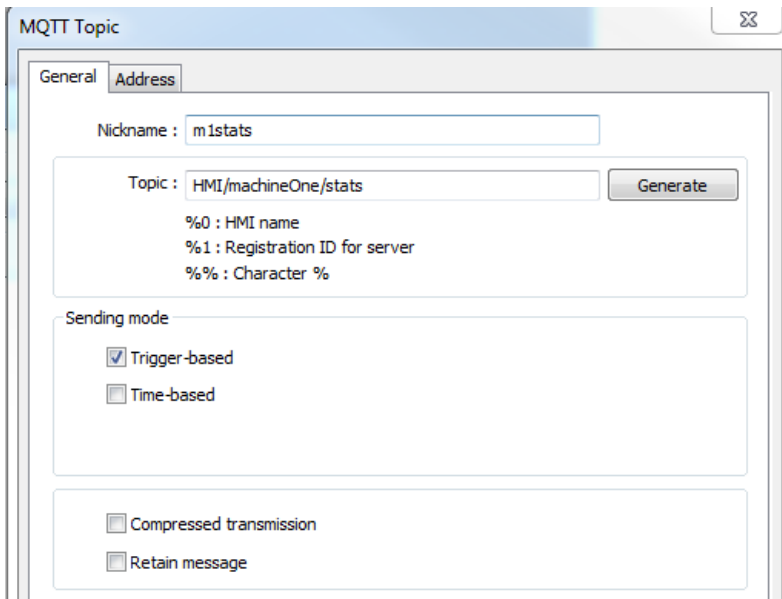 MQTT Topic
General Address
Nickname : m1stats
Topic : HMI/machineOne/stats Generate
%0 : HMI name
%1 : Registration ID for server
%% : Character %
Sending mode
Trigger-based
Time-based
Compressed transmission
Retain message